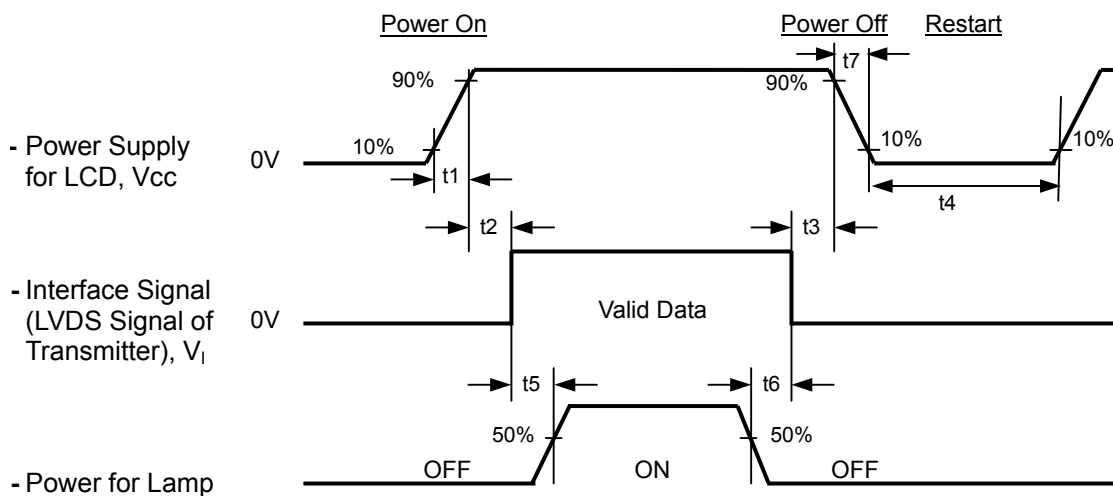 Power On
Power Off
Restart
t7
90%
90%
10%
10%
10%
- Power Supply
for LCD, Vcc
0V
t1
t4
t2
t3
- Interface Signal
(LVDS Signal of
Transmitter), VI
0V
Valid Data
t5
t6
50%
50%
- Power for Lamp
OFF
ON
OFF